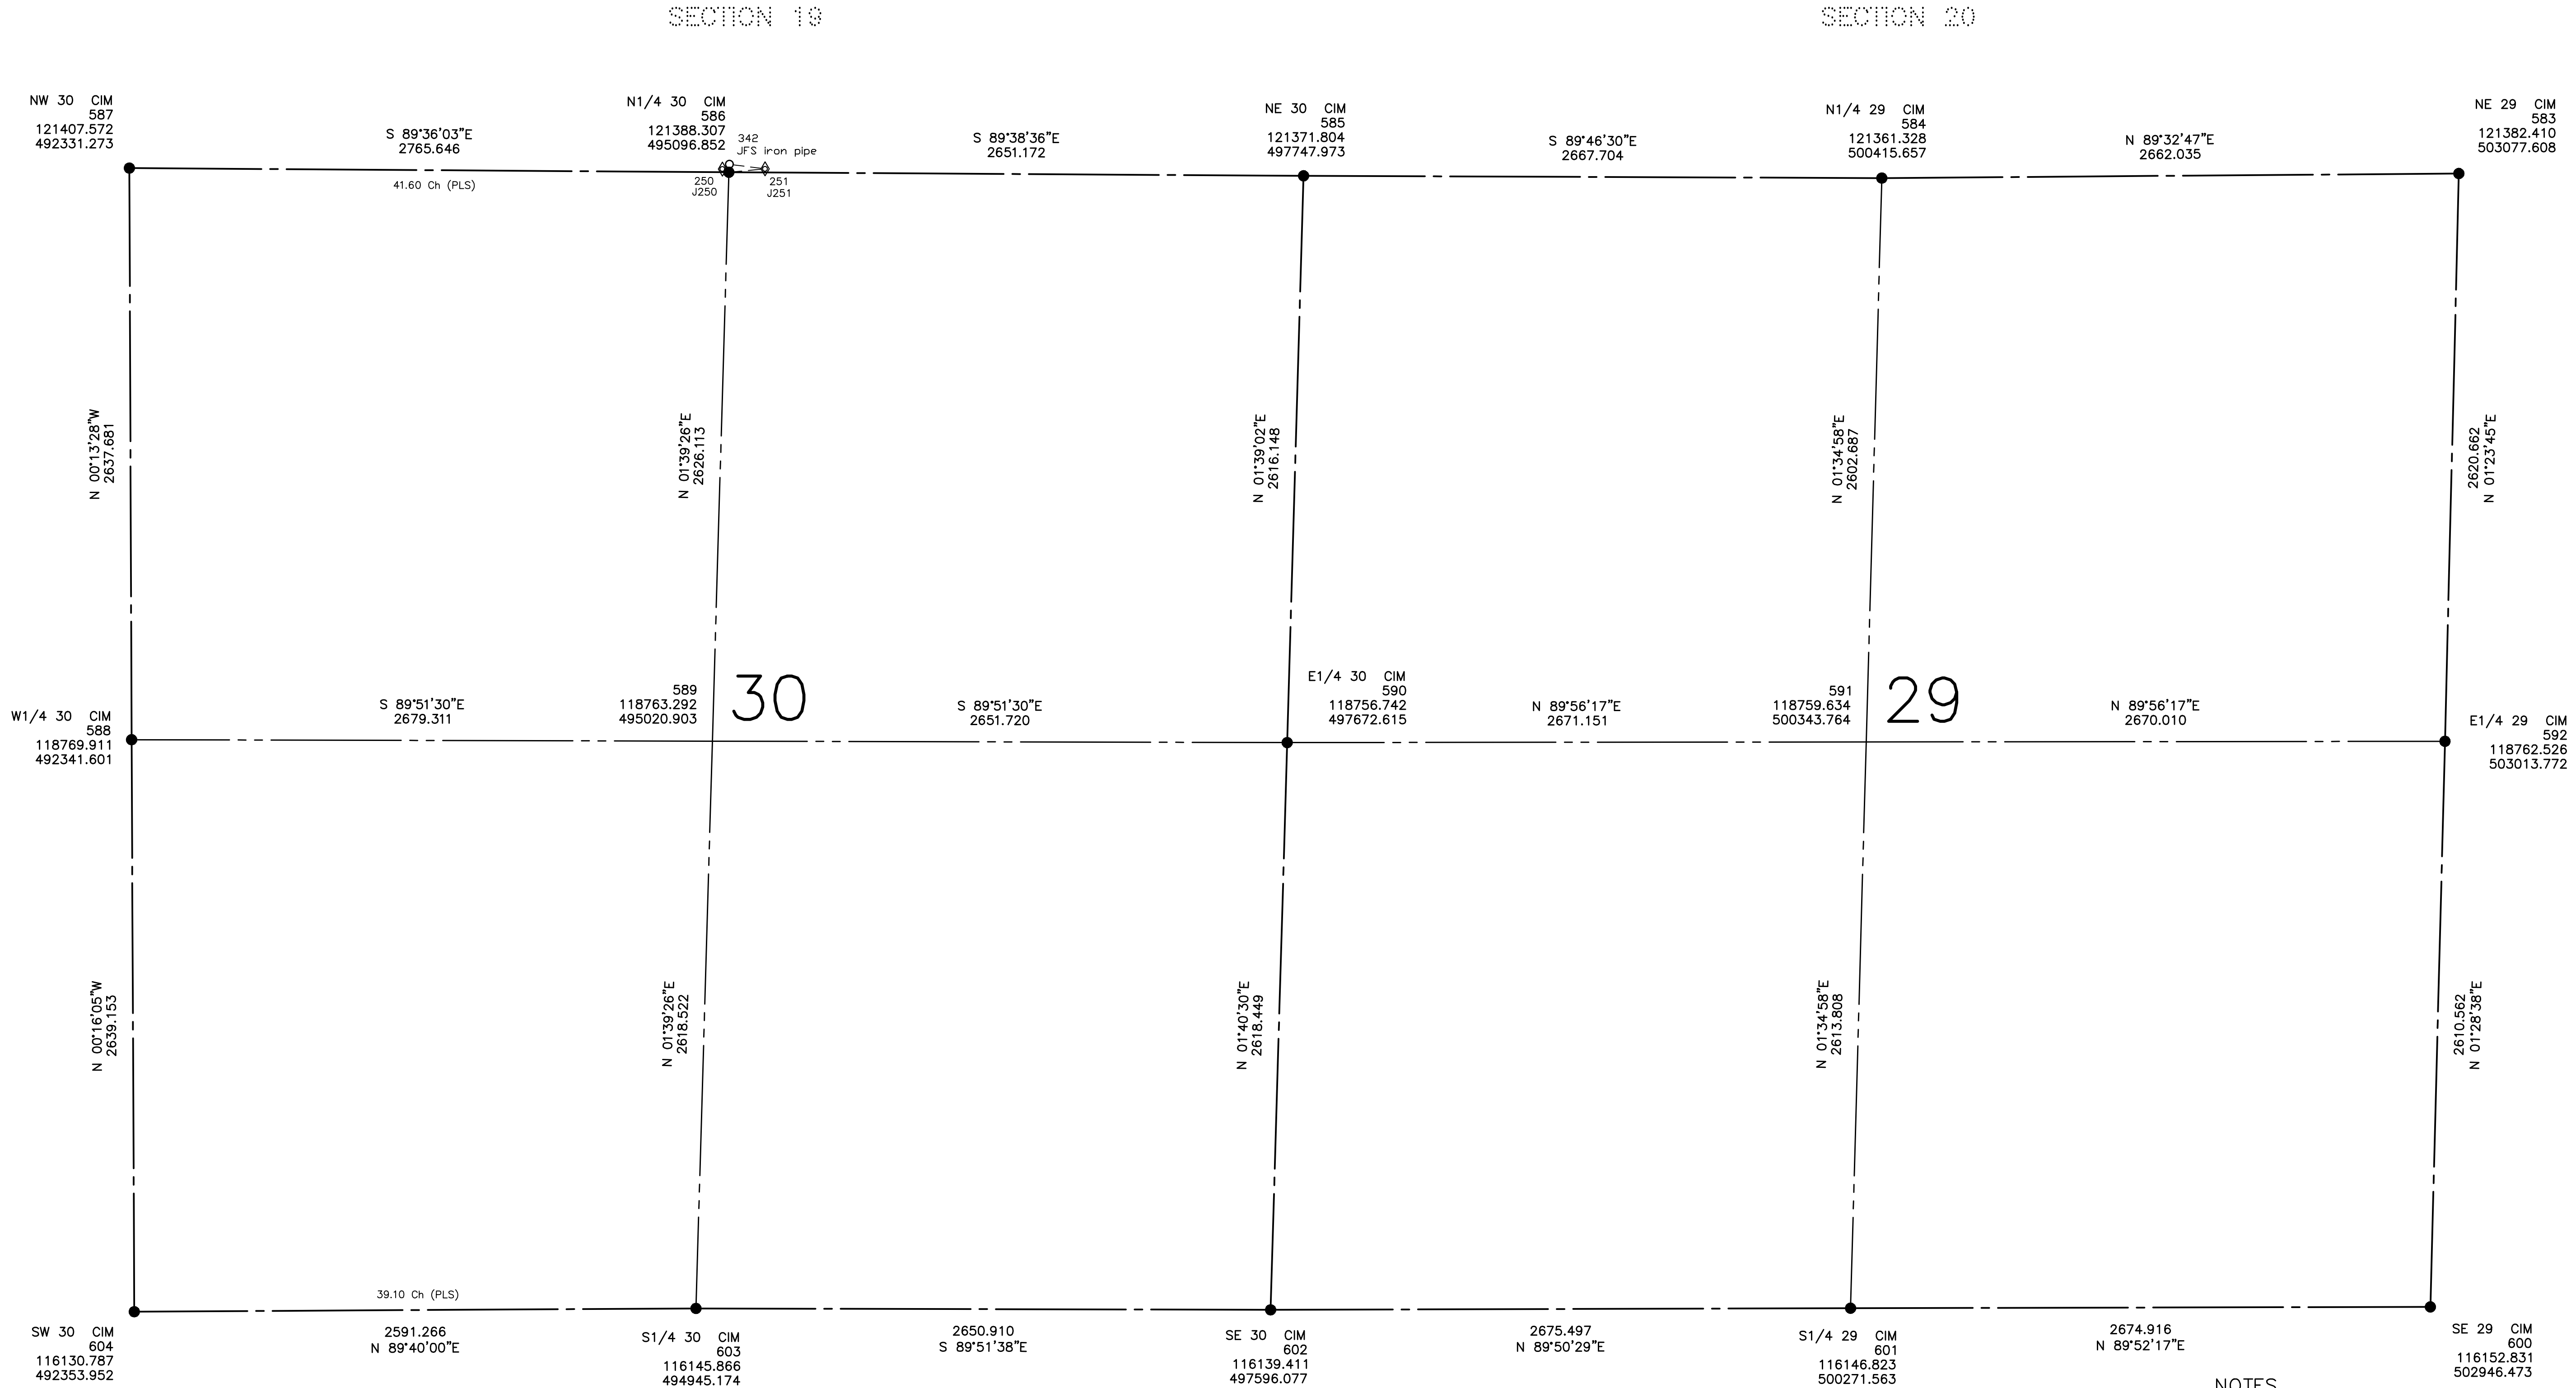 SECTION 19
SECTION 20
NW 30 CIM
587
121407.572
492331.273
S 89°36'03"E
2765.646
41.60 Ch (PLS)
N1/4 30 CIM
586
121388.307
495096.852
342
JFS iron pipe
250
J250
251
J251
S 89°38'36"E
2651.172
NE 30 CIM
585
121371.804
497747.973
S 89°46'30"E
2667.704
N1/4 29 CIM
584
121361.328
500415.657
N 89°32'47"E
2662.035
NE 29 CIM
583
121382.410
503077.608
N 00°13'28"W
2637.681
N 01°39'26"E
2626.113
N 01°39'02"E
2616.148
N 01°34'58"E
2602.687
2620.662
N 01°23'45"E
W1/4 30 CIM
588
118769.911
492341.601
S 89°51'30"E
2679.311
589
118763.292
495020.903
30
S 89°51'30"E
2651.720
E1/4 30 CIM
590
118756.742
497672.615
N 89°56'17"E
2671.151
591
118759.634
500343.764
29
N 89°56'17"E
2670.010
E1/4 29 CIM
592
118762.526
503013.772
N 00°16'05"W
2639.153
N 01°39'26"E
2618.522
N 01°40'30"E
2618.449
N 01°34'58"E
2613.808
2610.562
N 01°28'38"E
39.10 Ch (PLS)
SW 30 CIM
604
116130.787
492353.952
2591.266
N 89°40'00"E
S1/4 30 CIM
603
116145.866
494945.174
2650.910
S 89°51'38"E
SE 30 CIM
602
116139.411
497596.077
2675.497
N 89°50'29"E
S1/4 29 CIM
601
116146.823
500271.563
2674.916
N 89°52'17"E
SE 29 CIM
600
116152.831
502946.473
NOTES